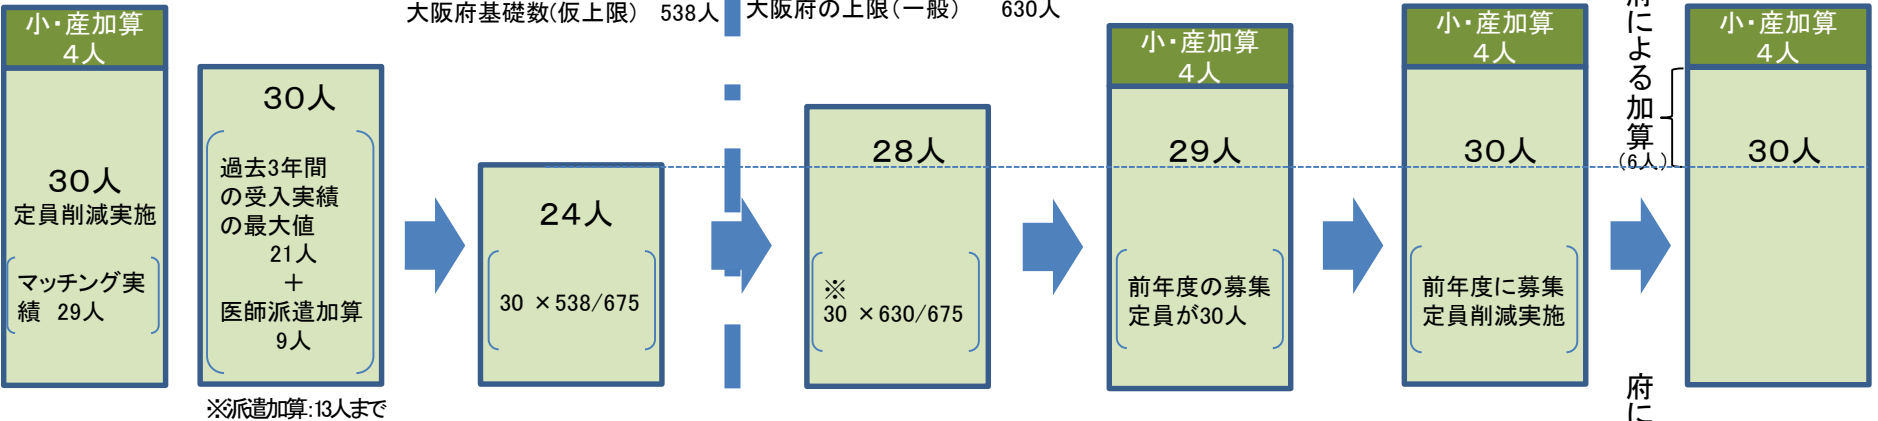 小・産加算
４人
30人
定員削減実施
マッチング実
績 29人
30人
過去3年間
の受入実績
の最大値
21人
＋
医師派遣加算
9人
※派遣加算:13人まで
大阪府基礎数(仮上限) 538人
24人
30 ×538/675
大阪府の上限(一般) 630人
28人
※
30 ×630/675
小・産加算
４人
29人
前年度の募集
定員が30人
小・産加算
４人
30人
前年度に募集
定員削減実施
府による加算
(6人)
府に
小・産加算
４人
30人